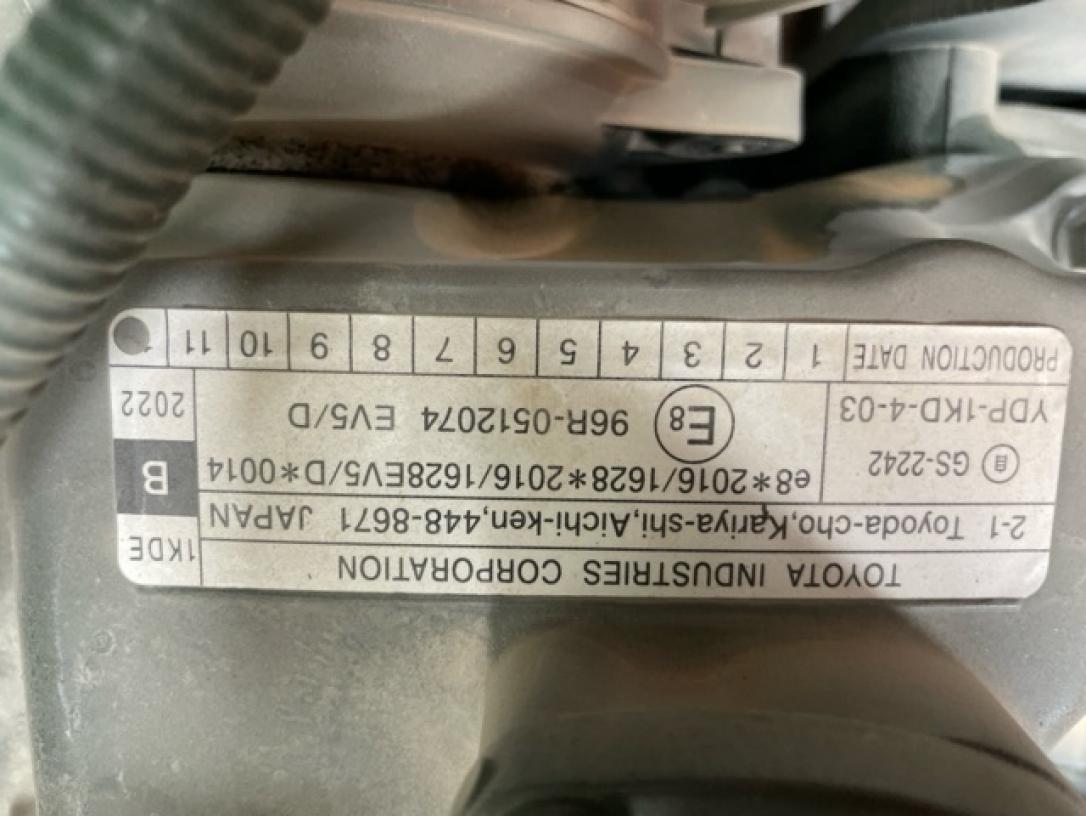 TOYOTA INDUSTRIES CORPORATION
1KDE
2-1 Toyoda-cho,Kariya-shi,Aichi-ken,448-8671 JAPAN
自 GS-2242
YDP-1KD-4-03
e8*2016/1628*2016/1628EV5/D*0014
B
E8 96R-0512074 EV5/D
2022
PRODUCTION DATE 1 2 3 4 5 6 7 8 9 10 11